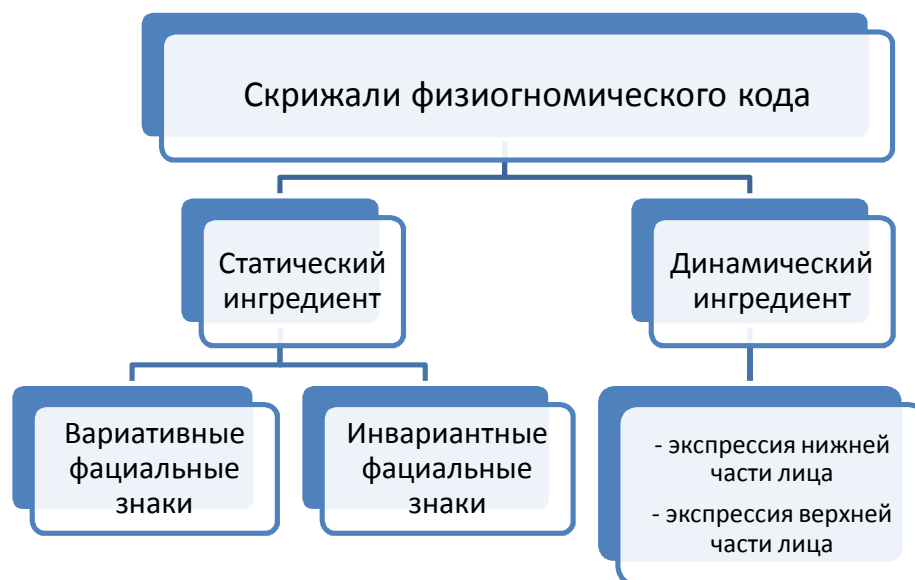 Скрижали физиогномического кода
Статический
ингредиент
Динамический
ингредиент
Вариативные
фациальные
знаки
Инвариантные
фациальные
знаки
- экспрессия нижней
части лица
- экспрессия верхней
части лица